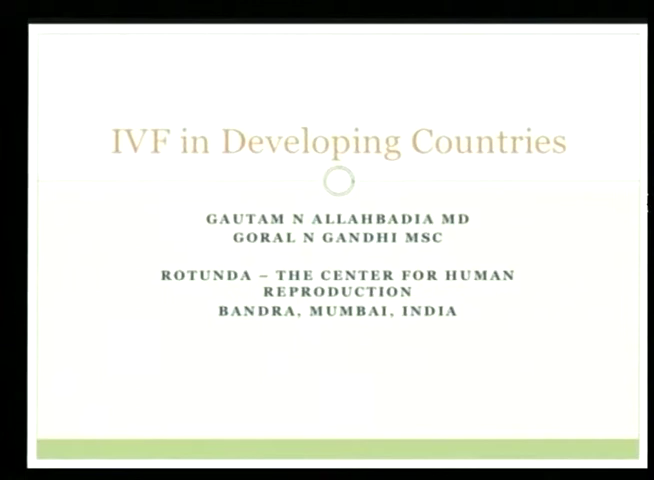 IVF in Developing Countries
GAUTAM N ALLAHBADIA MD
GORAL N GANDHI MSC
ROTUNDA – THE CENTER FOR HUMAN
REPRODUCTION
BANDRA, MUMBAI, INDIA